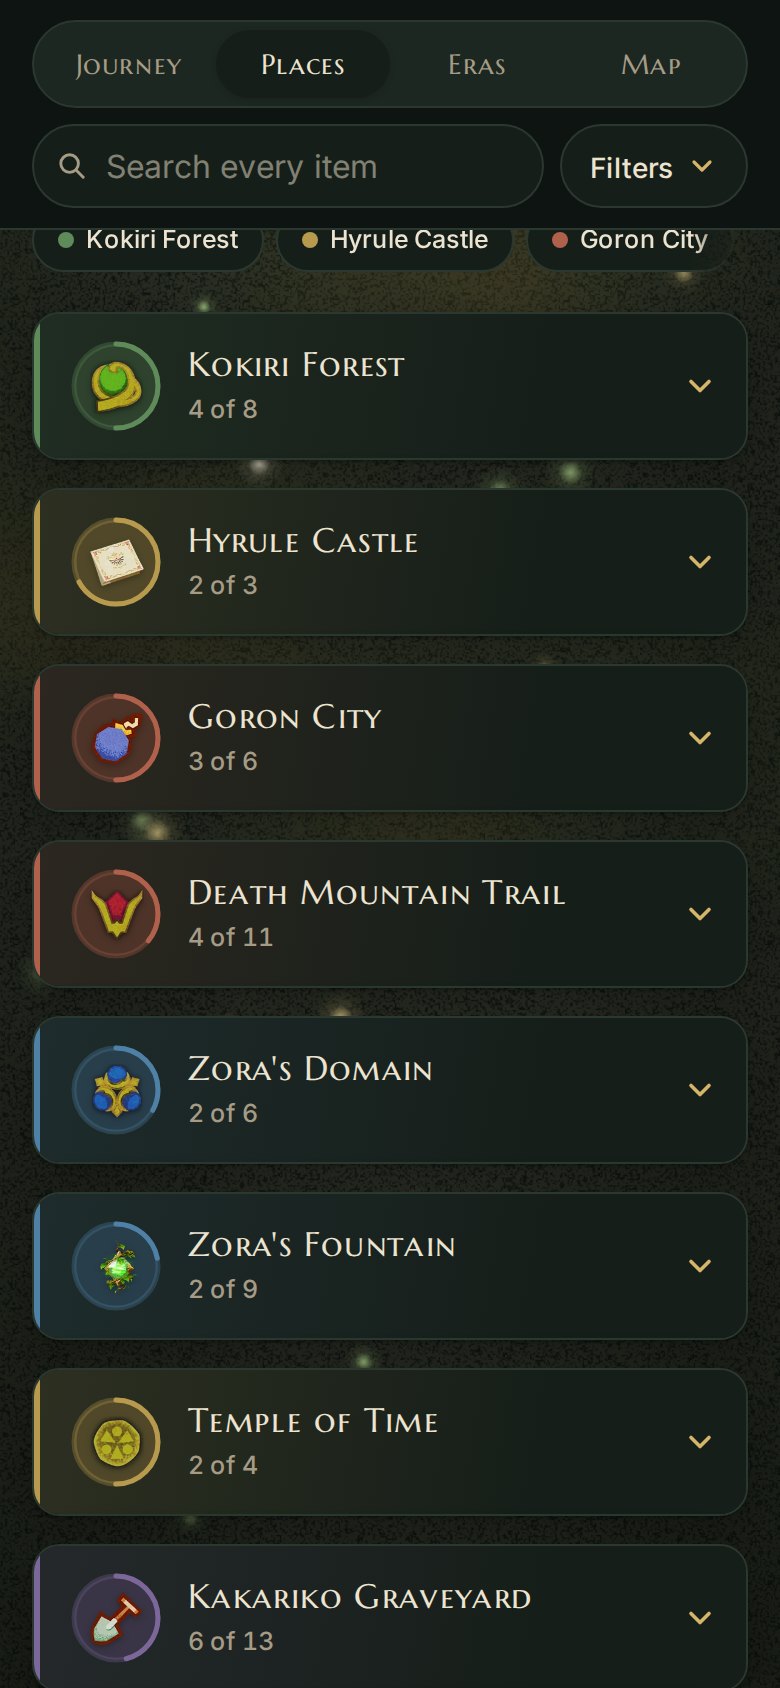 Journey
Places
Eras
Map
Search every item
Filters
Kokiri Forest
Hyrule Castle
Goron City
Kokiri Forest
4 of 8
Hyrule Castle
2 of 3
Goron City
3 of 6
Death Mountain Trail
4 of 11
Zora's Domain
2 of 6
Zora's Fountain
2 of 9
Temple of Time
2 of 4
Kakariko Graveyard
6 of 13